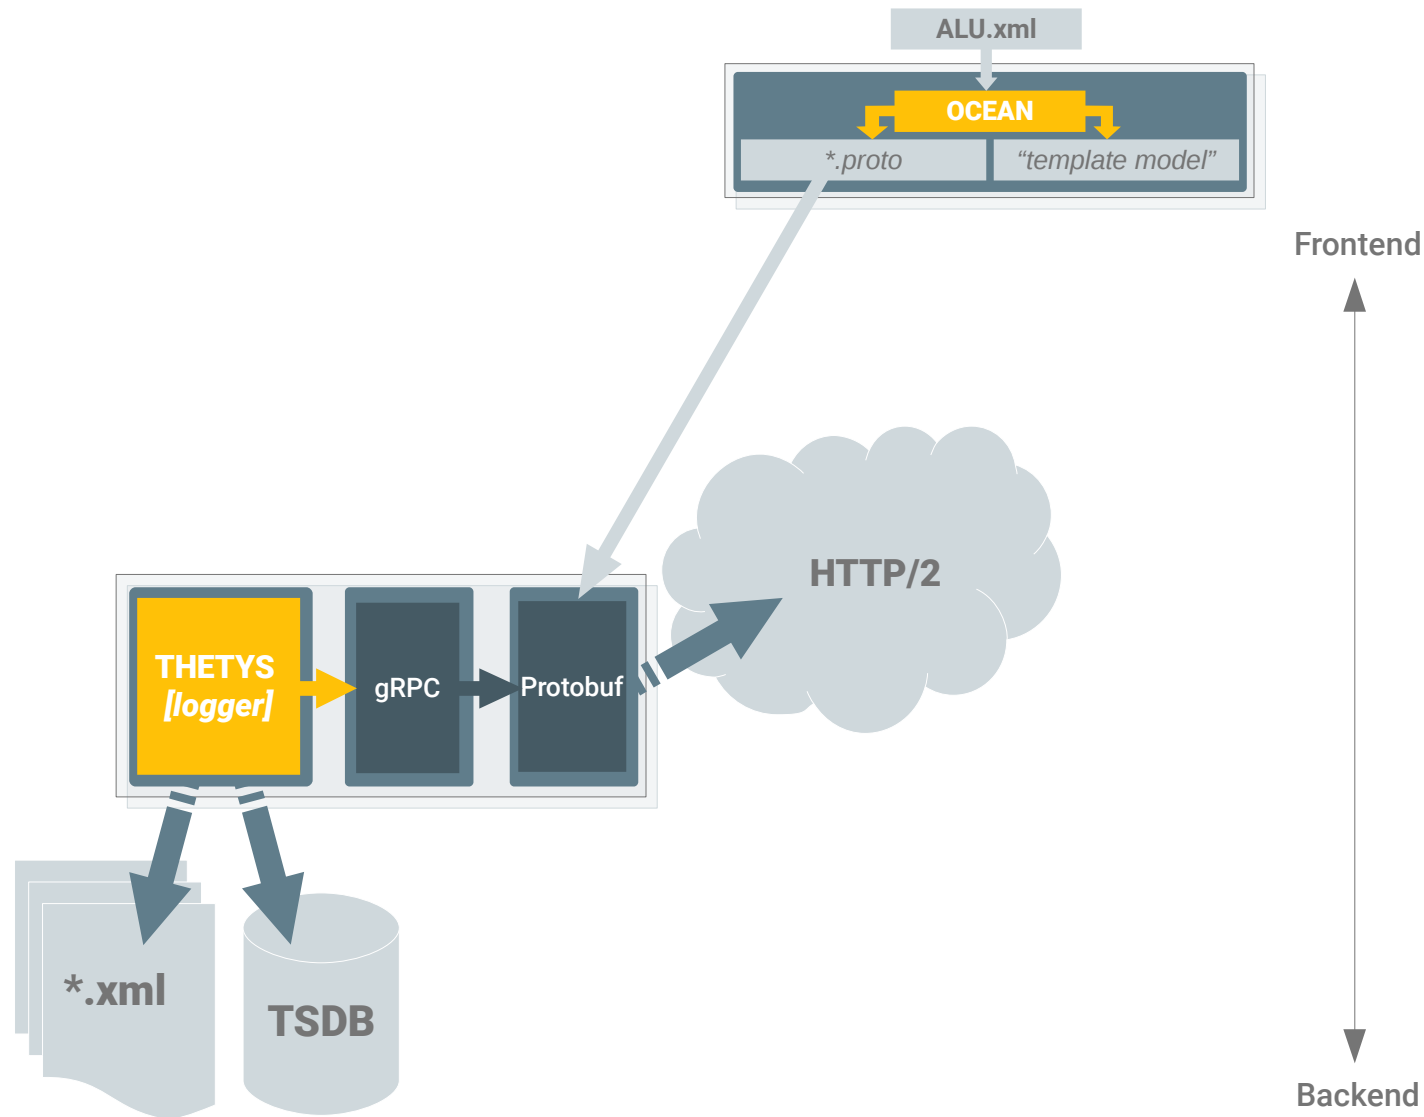 ALU.xml
OCEAN
*.proto
“template model”
Frontend
HTTP/2
THETYS
[logger]
gRPC
Protobuf
*.xml
TSDB
Backend